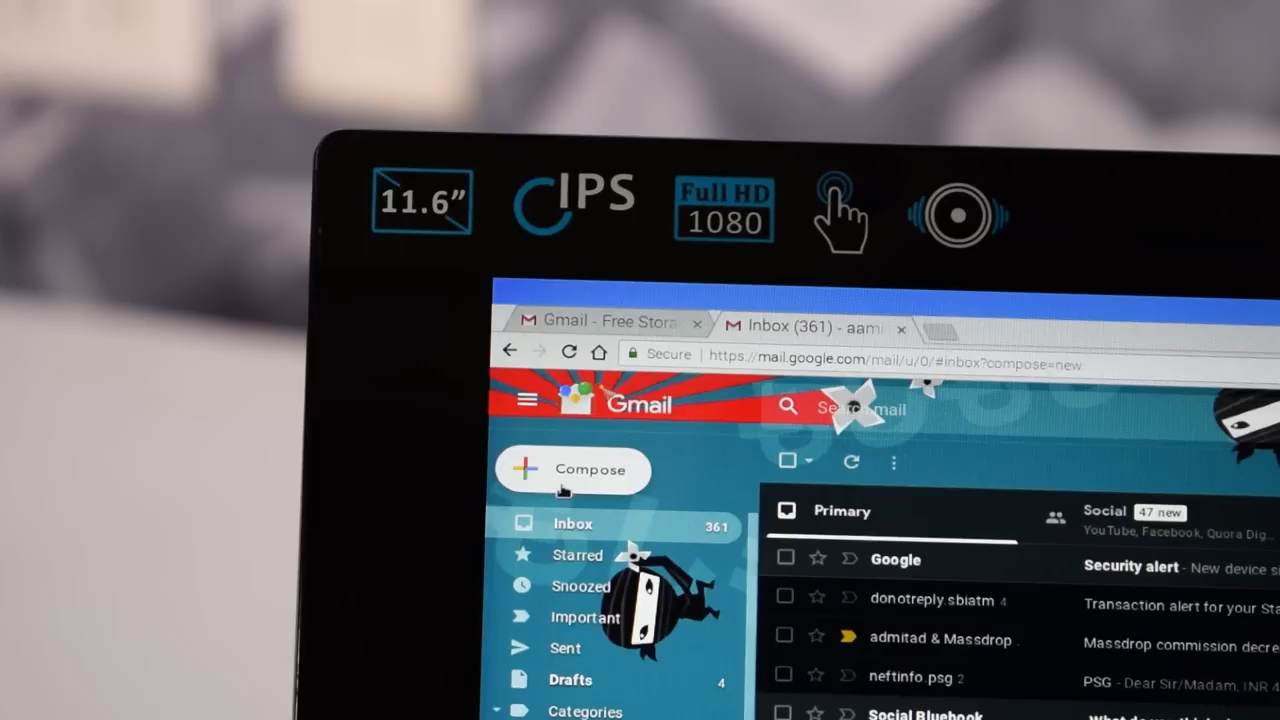 11.6”
IPS
Full HD
1080
Gmail - Free Stora
Inbox (361) - aami
Secure
https://mail.google.com/mail/u/0/#inbox?compose=new
Gmail
Search mail
Compose
Inbox 361
Starred
Snoozed
Important
Sent
Drafts 4
Categories
Primary
Social 47 new
YouTube, Facebook, Quora Dig...
Google Security alert - New device si
donotreply.sbiatm 4 Transaction alert for your Sta
admitad & Massdrop . Massdrop commission decre
neftinfo.psg 2 PSG - Dear Sir/Madam, INR 4
Social Bluebook